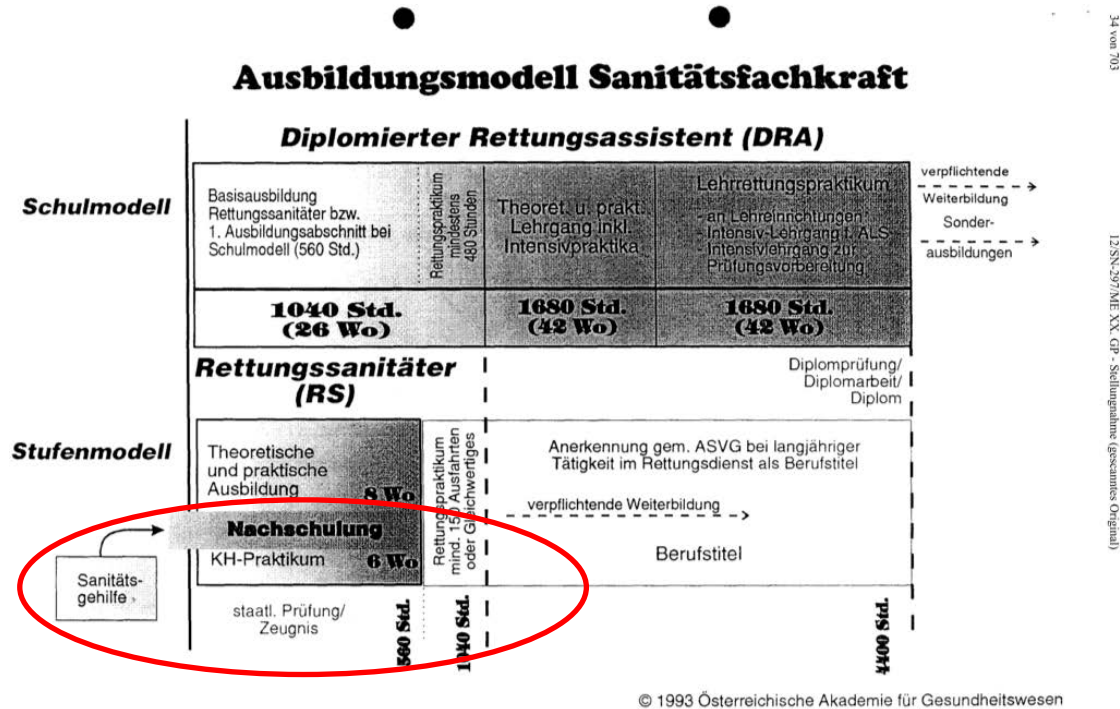 34 von 703
12/SN-297/ME XX. GP - Stellungnahme (gescanntes Original)
Ausbildungsmodell Sanitätsfachkraft
Diplomierter Rettungsassistent (DRA)
Schulmodell
Basisausbildung
Rettungssanitäter bzw.
1. Ausbildungsabschnitt bei
Schulmodell (560 Std.)
Rettungspraktikum
mindestens
480 Stunden
Theoret. u. prakt.
Lehrgang inkl.
Intensivpraktika
Lehrrettungspraktikum
- an Lehreinrichtungen
- Intensiv-Lehrgang f. ALS
- Intensivlehrgang zur
Prüfungsvorbereitung
verpflichtende
Weiterbildung
Sonder-
ausbildungen
1040 Std.
(26 Wo)
1680 Std.
(42 Wo)
1680 Std.
(42 Wo)
Rettungssanitäter
(RS)
Diplomprüfung/
Diplomarbeit/
Diplom
Stufenmodell
Theoretische
und praktische
Ausbildung
8 Wo
Nachschulung
KH-Praktikum
6 Wo
Rettungspraktikum
mind. 150 Ausfahrten
oder Gleichwertiges
Anerkennung gem. ASVG bei langjähriger
Tätigkeit im Rettungsdienst als Berufstitel
verpflichtende Weiterbildung
Berufstitel
Sanitäts-
gehilfe
staatl. Prüfung/
Zeugnis
560 Std.
1040 Std.
4400 Std.
© 1993 Österreichische Akademie für Gesundheitswesen